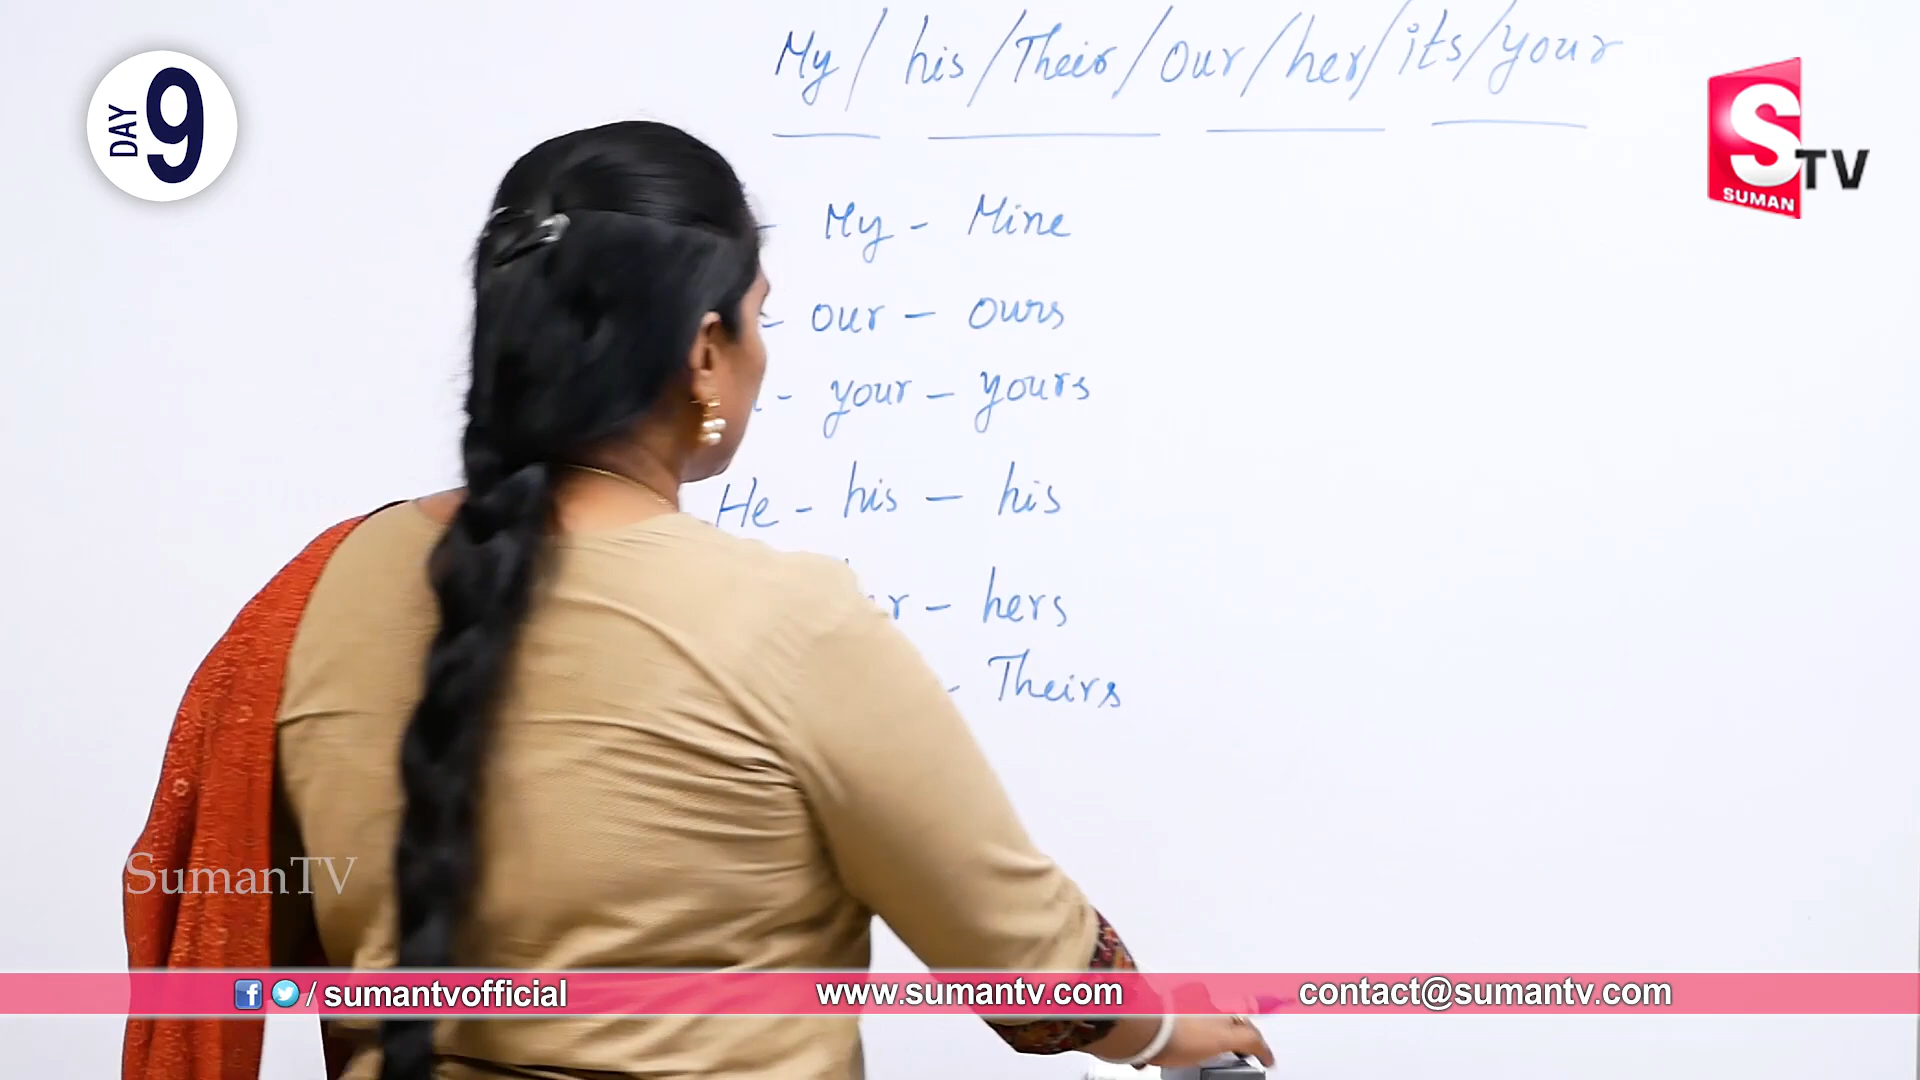 My / his / Their / our / her / its / your
DAY 9
S TV
SUMAN
My - Mine
- our - ours
- your - yours
He - his - his
r - hers
- Theirs
SumanTV
/ sumantvofficial
www.sumantv.com
contact@sumantv.com